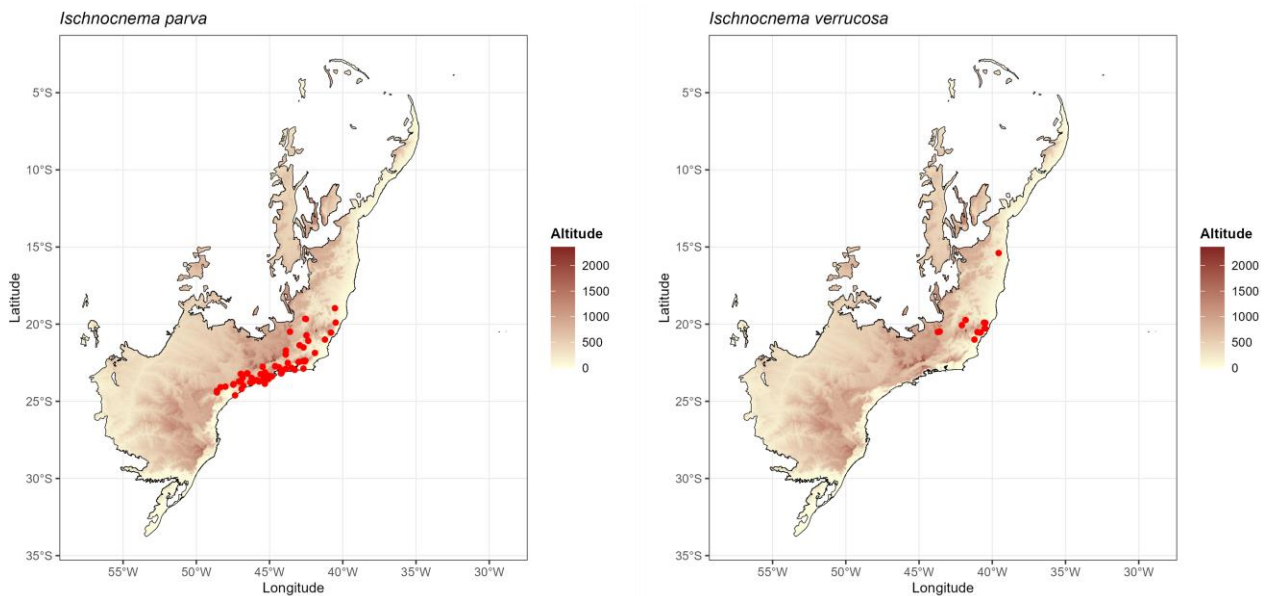 Ischnocnema parva
5°S
10°S
15°S
20°S
25°S
30°S
35°S
Latitude
55°W 50°W 45°W 40°W 35°W 30°W
Longitude
Altitude
2000
1500
1000
500
0
Ischnocnema verrucosa
5°S
10°S
15°S
20°S
25°S
30°S
35°S
Latitude
55°W 50°W 45°W 40°W 35°W 30°W
Longitude
Altitude
2000
1500
1000
500
0